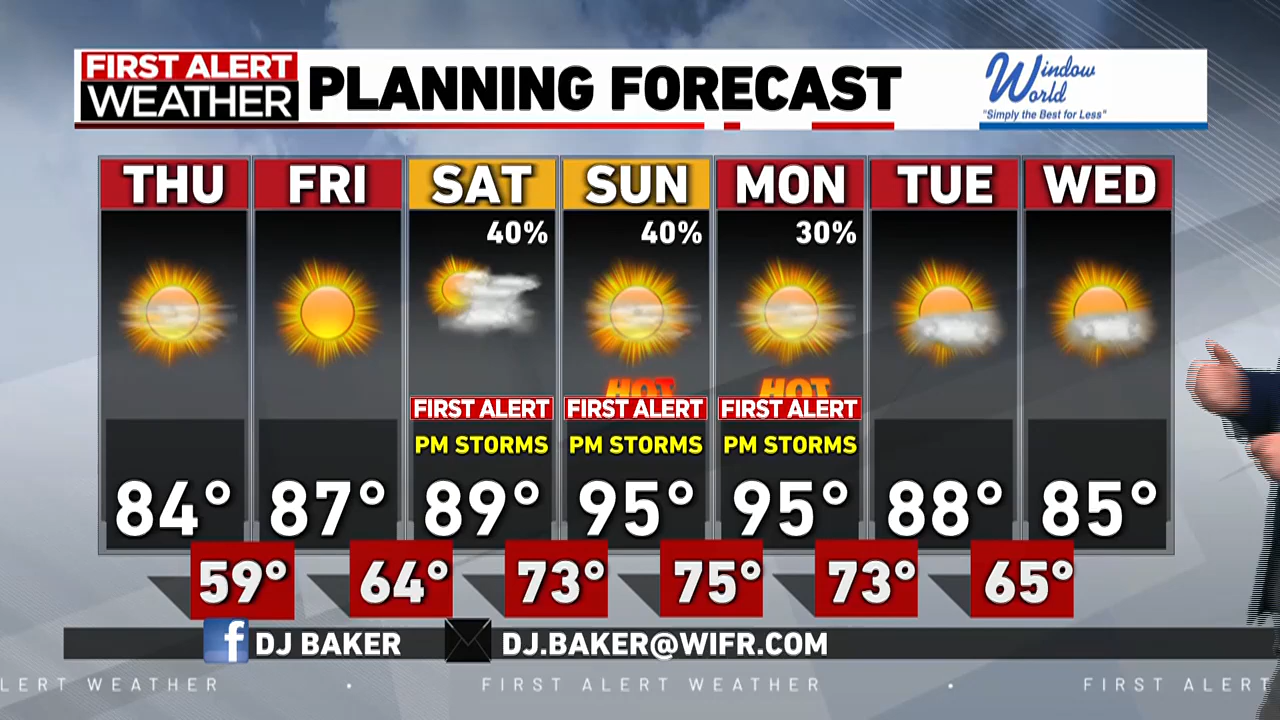 FIRST ALERT
WEATHER
PLANNING FORECAST
Window
World
"Simply the Best for Less"
THU FRI SAT SUN MON TUE WED
40% 40% 30%
HOT HOT
FIRST ALERT FIRST ALERT FIRST ALERT
PM STORMS PM STORMS PM STORMS
84° 87° 89° 95° 95° 88° 85°
59° 64° 73° 75° 73° 65°
f DJ BAKER DJ.BAKER@WIFR.COM
LERT WEATHER • FIRST ALERT WEATHER • FIRST ALERT